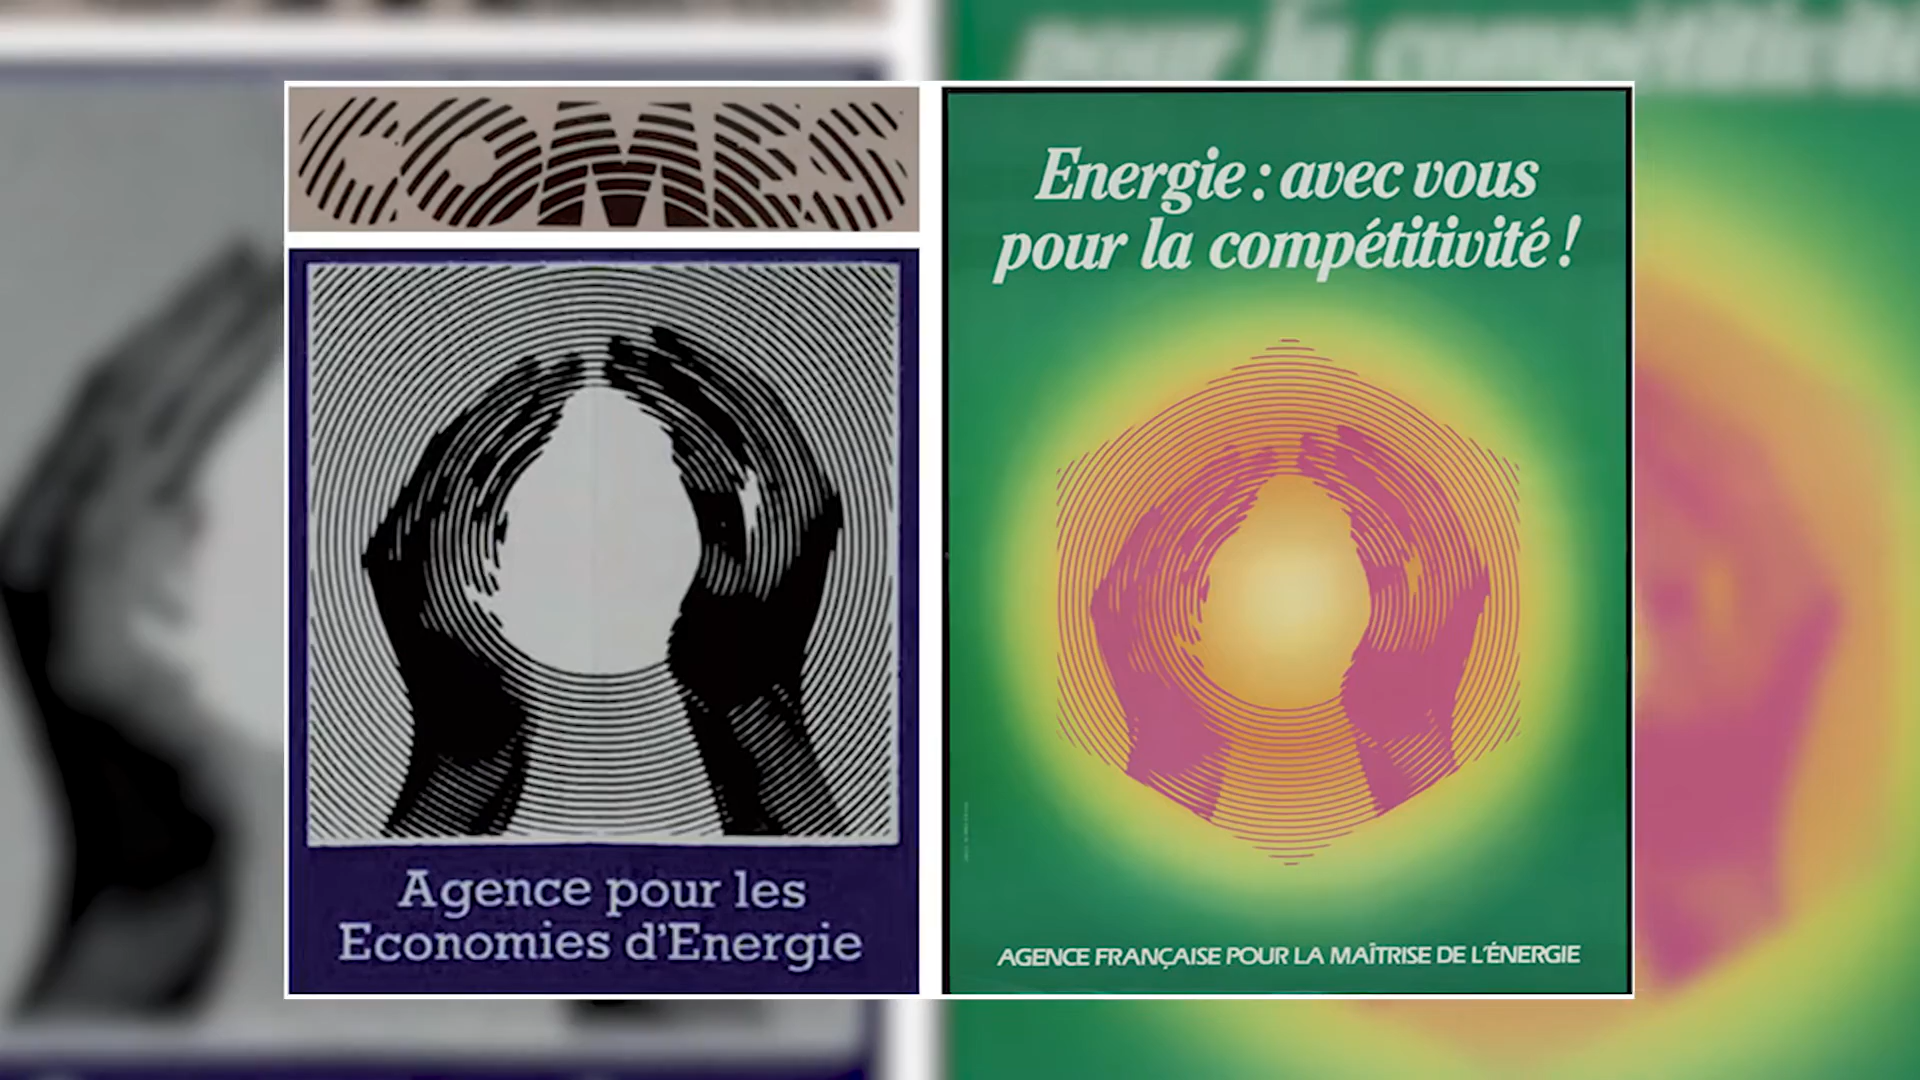 COMES
Agence pour les
Economies d'Energie
Energie : avec vous
pour la compétitivité !
AGENCE FRANÇAISE POUR LA MAÎTRISE DE L'ÉNERGIE